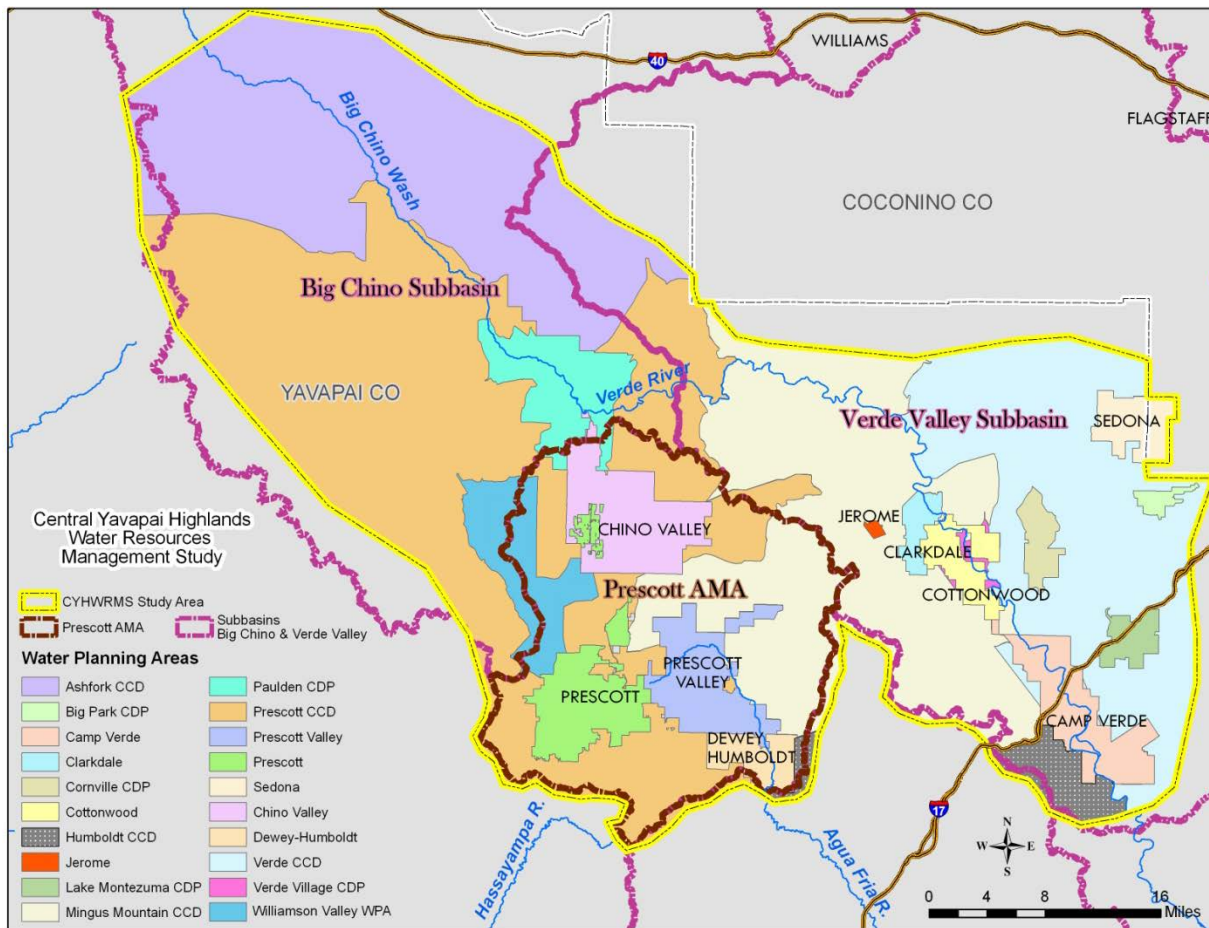 WILLIAMS
40
FLAGSTAFF
Big Chino Wash
COCONINO CO
Big Chino Subbasin
YAVAPAI CO
Verde River
Verde Valley Subbasin
SEDONA
JEROME
CHINO VALLEY
CLARKDALE
COTTONWOOD
Prescott AMA
PRESCOTT
VALLEY
PRESCOTT
CAMP VERDE
DEWEY
HUMBOLDT
17
Hassayampa R.
Agua Fria R.
Central Yavapai Highlands
Water Resources
Management Study
CYHWRMS Study Area
Prescott AMA
Subbasins
Big Chino & Verde Valley
Water Planning Areas
Ashfork CCD
Big Park CDP
Camp Verde
Clarkdale
Cornville CDP
Cottonwood
Humboldt CCD
Jerome
Lake Montezuma CDP
Mingus Mountain CCD
Paulden CDP
Prescott CCD
Prescott Valley
Prescott
Sedona
Chino Valley
Dewey-Humboldt
Verde CCD
Verde Village CDP
Williamson Valley WPA
N
W E
S
0 4 8 16
Miles